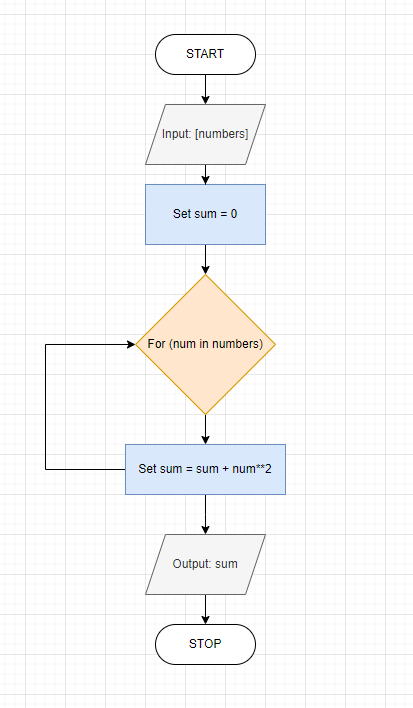 START
Input: [numbers]
Set sum = 0
For (num in numbers)
Set sum = sum + num**2
Output: sum
STOP